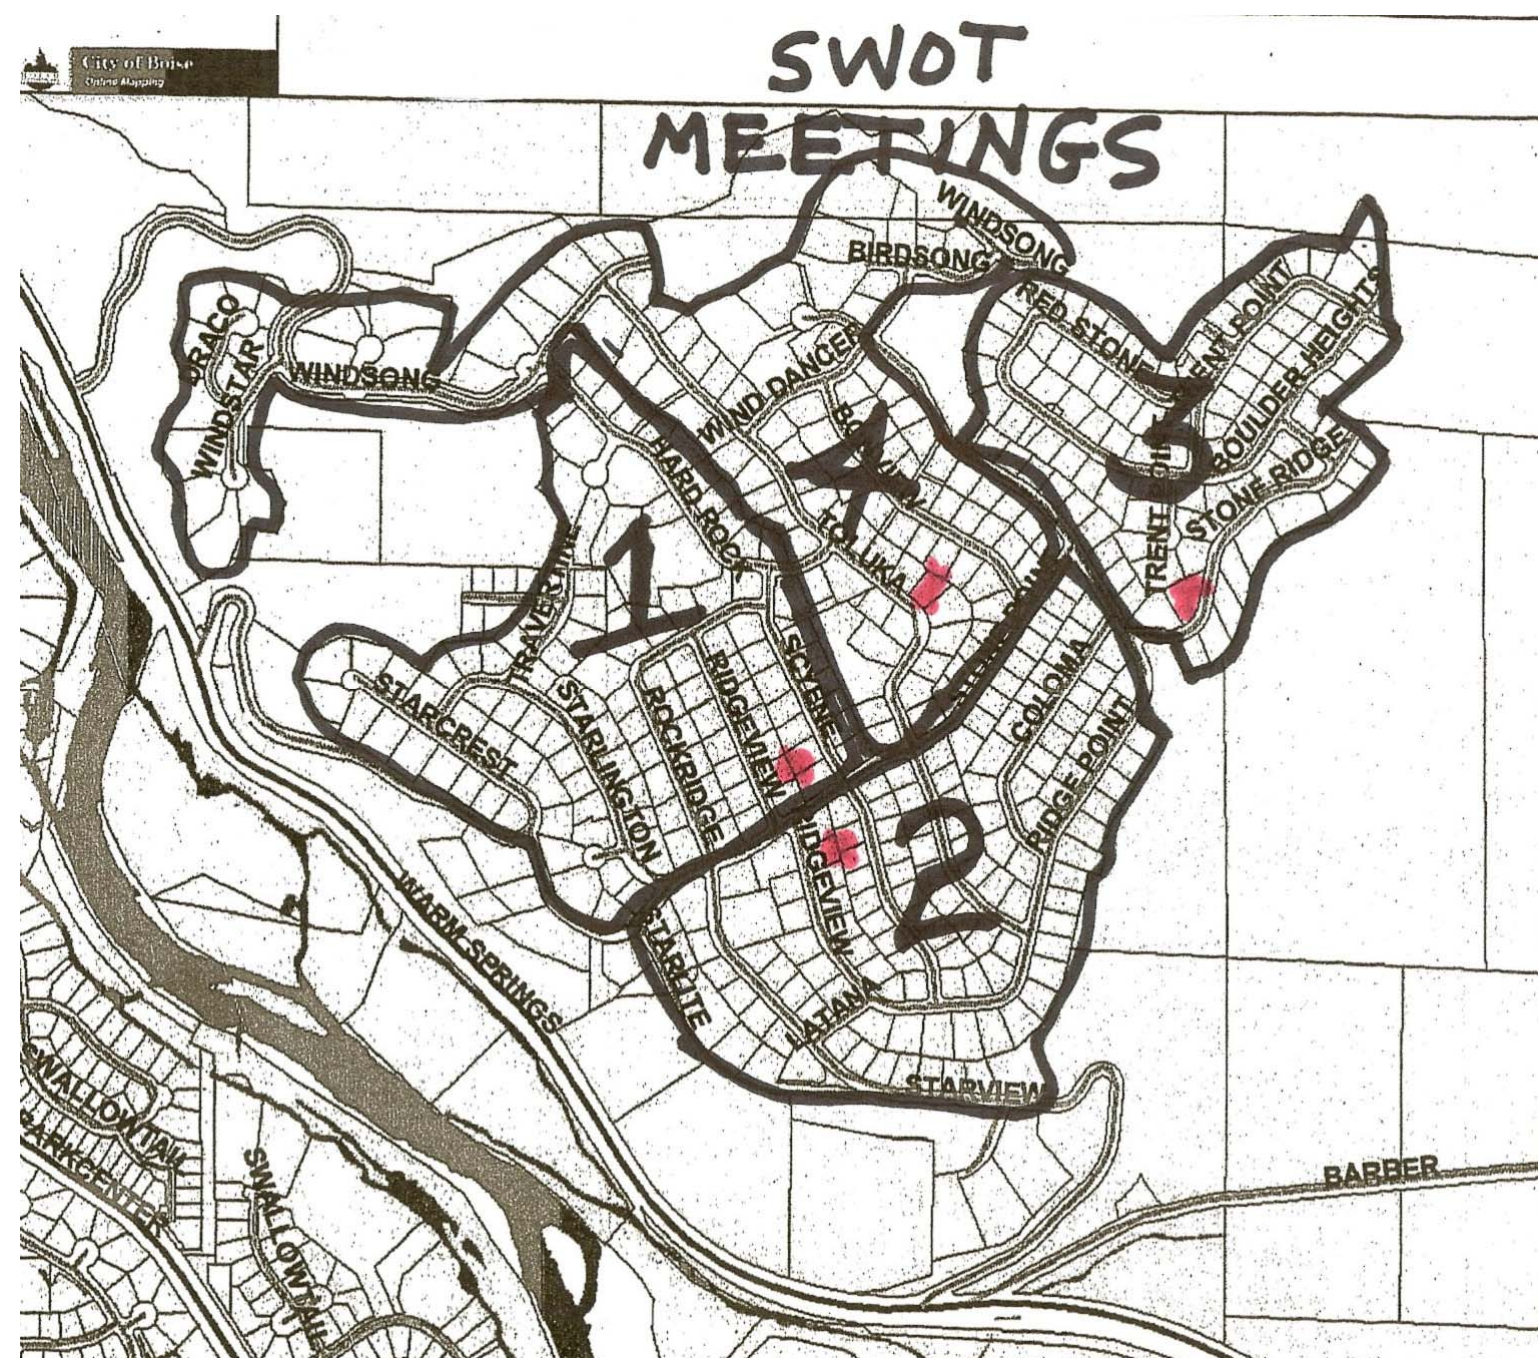 City of Boise
Online Mapping
SWOT
MEETINGS
WINDSONG
BIRDSONG
RED STONE
TRENT POINT
BOULDER HEIGHTS
DRACO
WINDSTAR
WINDSONG
WIND DANCER
4
3
HARD ROCK
TOLUKA
TRENT POINT
STONE RIDGE
1
TRAVERTINE
SCYENE
RIDGEVIEW
ROCKRIDGE
STARCREST
STARLINGTON
COLOMA
RIDGE POINT
2
RIDGEVIEW
WARM SPRINGS
STARLITE
LATANA
STARVIEW
SWALLOWTAIL
PARKCENTER
SWALLOWTAIL
BARBER